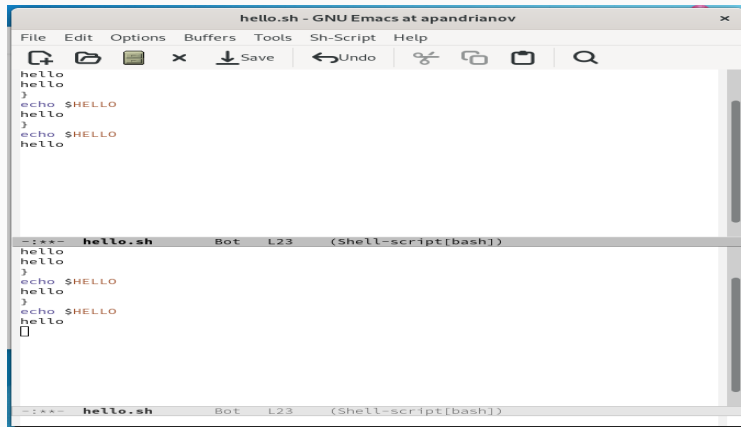 hello.sh - GNU Emacs at apandrianov
File Edit Options Buffers Tools Sh-Script Help
Save Undo
hello
hello
}
echo $HELLO
hello
}
echo $HELLO
hello
-:**- hello.sh Bot L23 (Shell-script[bash])
hello
hello
}
echo $HELLO
hello
}
echo $HELLO
hello
-:**- hello.sh Bot L23 (Shell-script[bash])